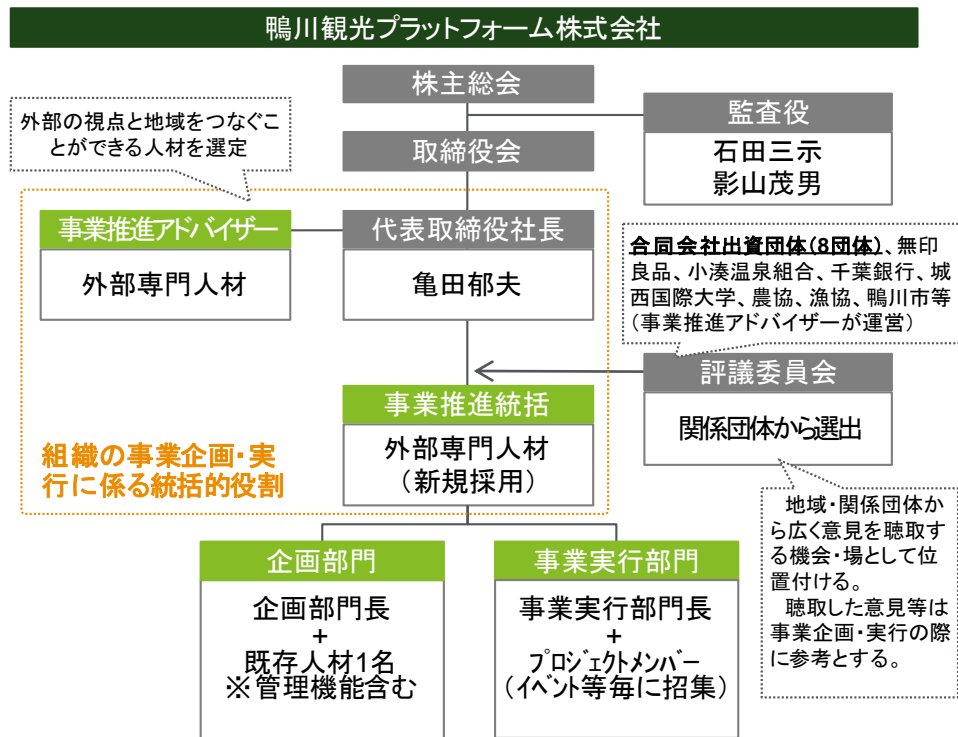 鴨川観光プラットフォーム株式会社
株主総会
外部の視点と地域をつなぐこ
とができる人材を選定
監査役
石田三示
影山茂男
取締役会
事業推進アドバイザー
外部専門人材
代表取締役社長
亀田郁夫
合同会社出資団体(8団体)、無印
良品、小湊温泉組合、千葉銀行、城
西国際大学、農協、漁協、鴨川市等
(事業推進アドバイザーが運営)
評議委員会
関係団体から選出
事業推進統括
外部専門人材
(新規採用)
組織の事業企画・実
行に係る統括的役割
地域・関係団体か
ら広く意見を聴取す
る機会・場として位
置付ける。
聴取した意見等は
事業企画・実行の際
に参考とする。
企画部門
企画部門長
+
既存人材1名
※管理機能含む
事業実行部門
事業実行部門長
+
プロジェクトメンバー
(イベント等毎に招集)